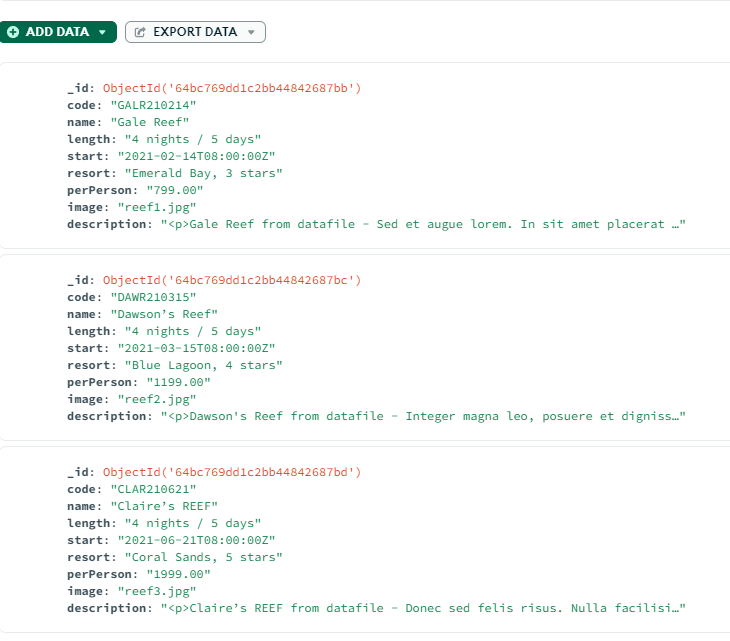 ADD DATA
EXPORT DATA
_id: ObjectId('64bc769dd1c2bb44842687bb')
code: "GALR210214"
name: "Gale Reef"
length: "4 nights / 5 days"
start: "2021-02-14T08:00:00Z"
resort: "Emerald Bay, 3 stars"
perPerson: "799.00"
image: "reef1.jpg"
description: "<p>Gale Reef from datafile - Sed et augue lorem. In sit amet placerat …"
_id: ObjectId('64bc769dd1c2bb44842687bc')
code: "DAWR210315"
name: "Dawson’s Reef"
length: "4 nights / 5 days"
start: "2021-03-15T08:00:00Z"
resort: "Blue Lagoon, 4 stars"
perPerson: "1199.00"
image: "reef2.jpg"
description: "<p>Dawson's Reef from datafile - Integer magna leo, posuere et digniss…"
_id: ObjectId('64bc769dd1c2bb44842687bd')
code: "CLAR210621"
name: "Claire’s REEF"
length: "4 nights / 5 days"
start: "2021-06-21T08:00:00Z"
resort: "Coral Sands, 5 stars"
perPerson: "1999.00"
image: "reef3.jpg"
description: "<p>Claire’s REEF from datafile - Donec sed felis risus. Nulla facilisi…"